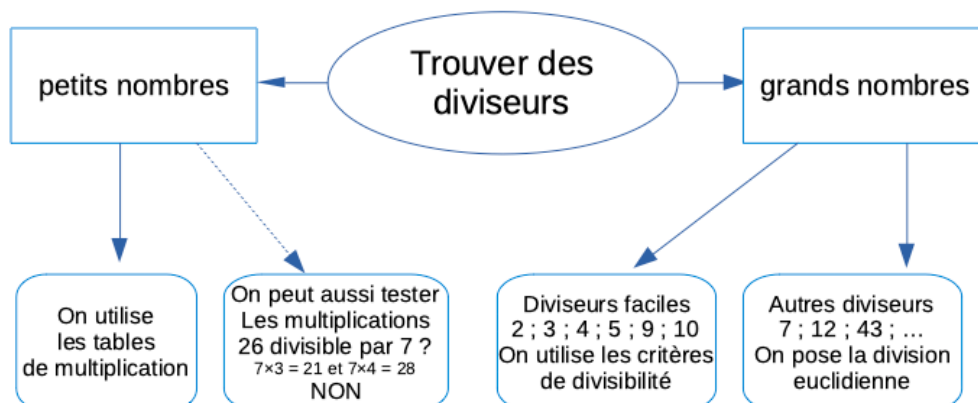 Trouver des
diviseurs
petits nombres
grands nombres
On utilise
les tables
de multiplication
On peut aussi tester
Les multiplications
26 divisible par 7 ?
7×3 = 21 et 7×4 = 28
NON
Diviseurs faciles
2 ; 3 ; 4 ; 5 ; 9 ; 10
On utilise les critères
de divisibilité
Autres diviseurs
7 ; 12 ; 43 ; ...
On pose la division
euclidienne